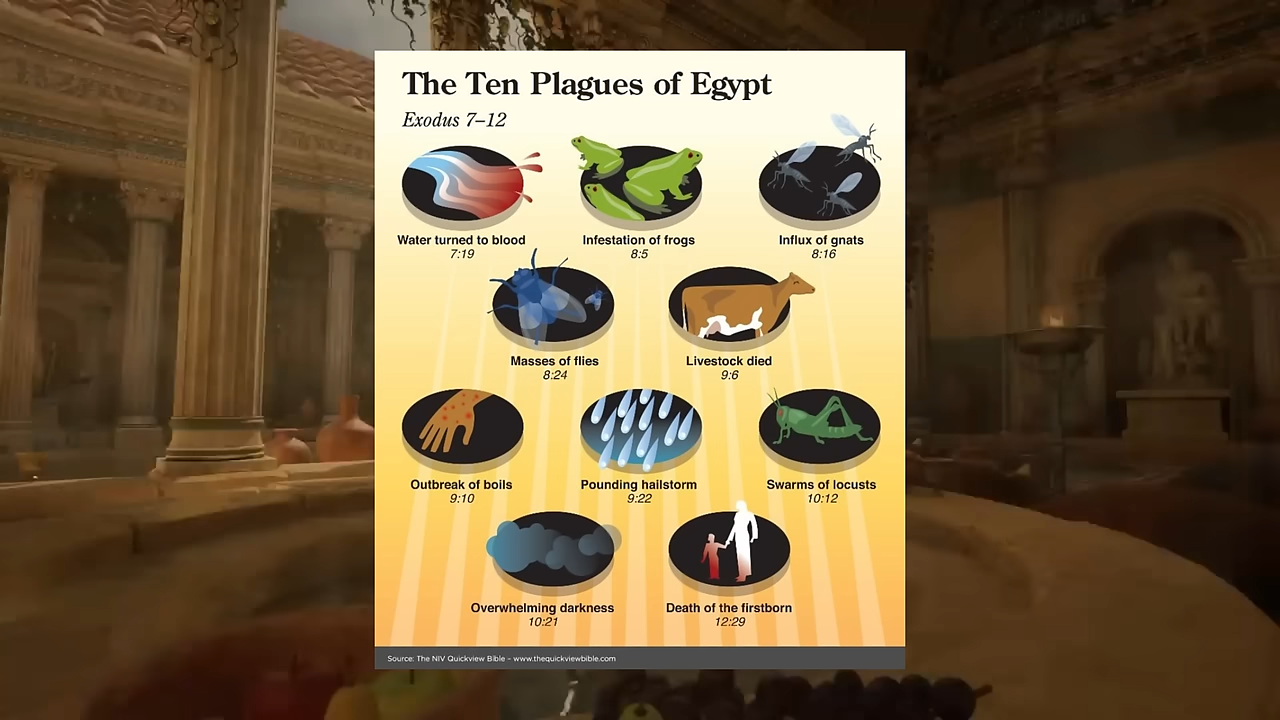 The Ten Plagues of Egypt
Exodus 7–12
Water turned to blood
7:19
Infestation of frogs
8:5
Influx of gnats
8:16
Masses of flies
8:24
Livestock died
9:6
Outbreak of boils
9:10
Pounding hailstorm
9:22
Swarms of locusts
10:12
Overwhelming darkness
10:21
Death of the firstborn
12:29
Source: The NIV Quickview Bible – www.thequickviewbible.com